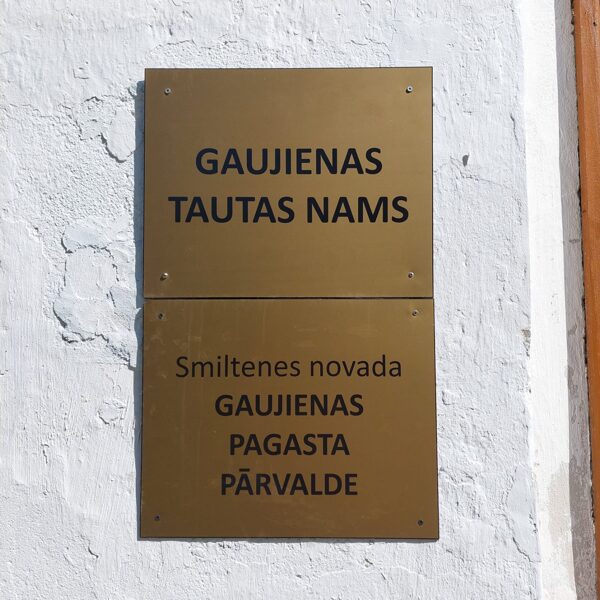 GAUJIENAS
TAUTAS NAMS
Smiltenes novada
GAUJIENAS
PAGASTA
PĀRVALDE